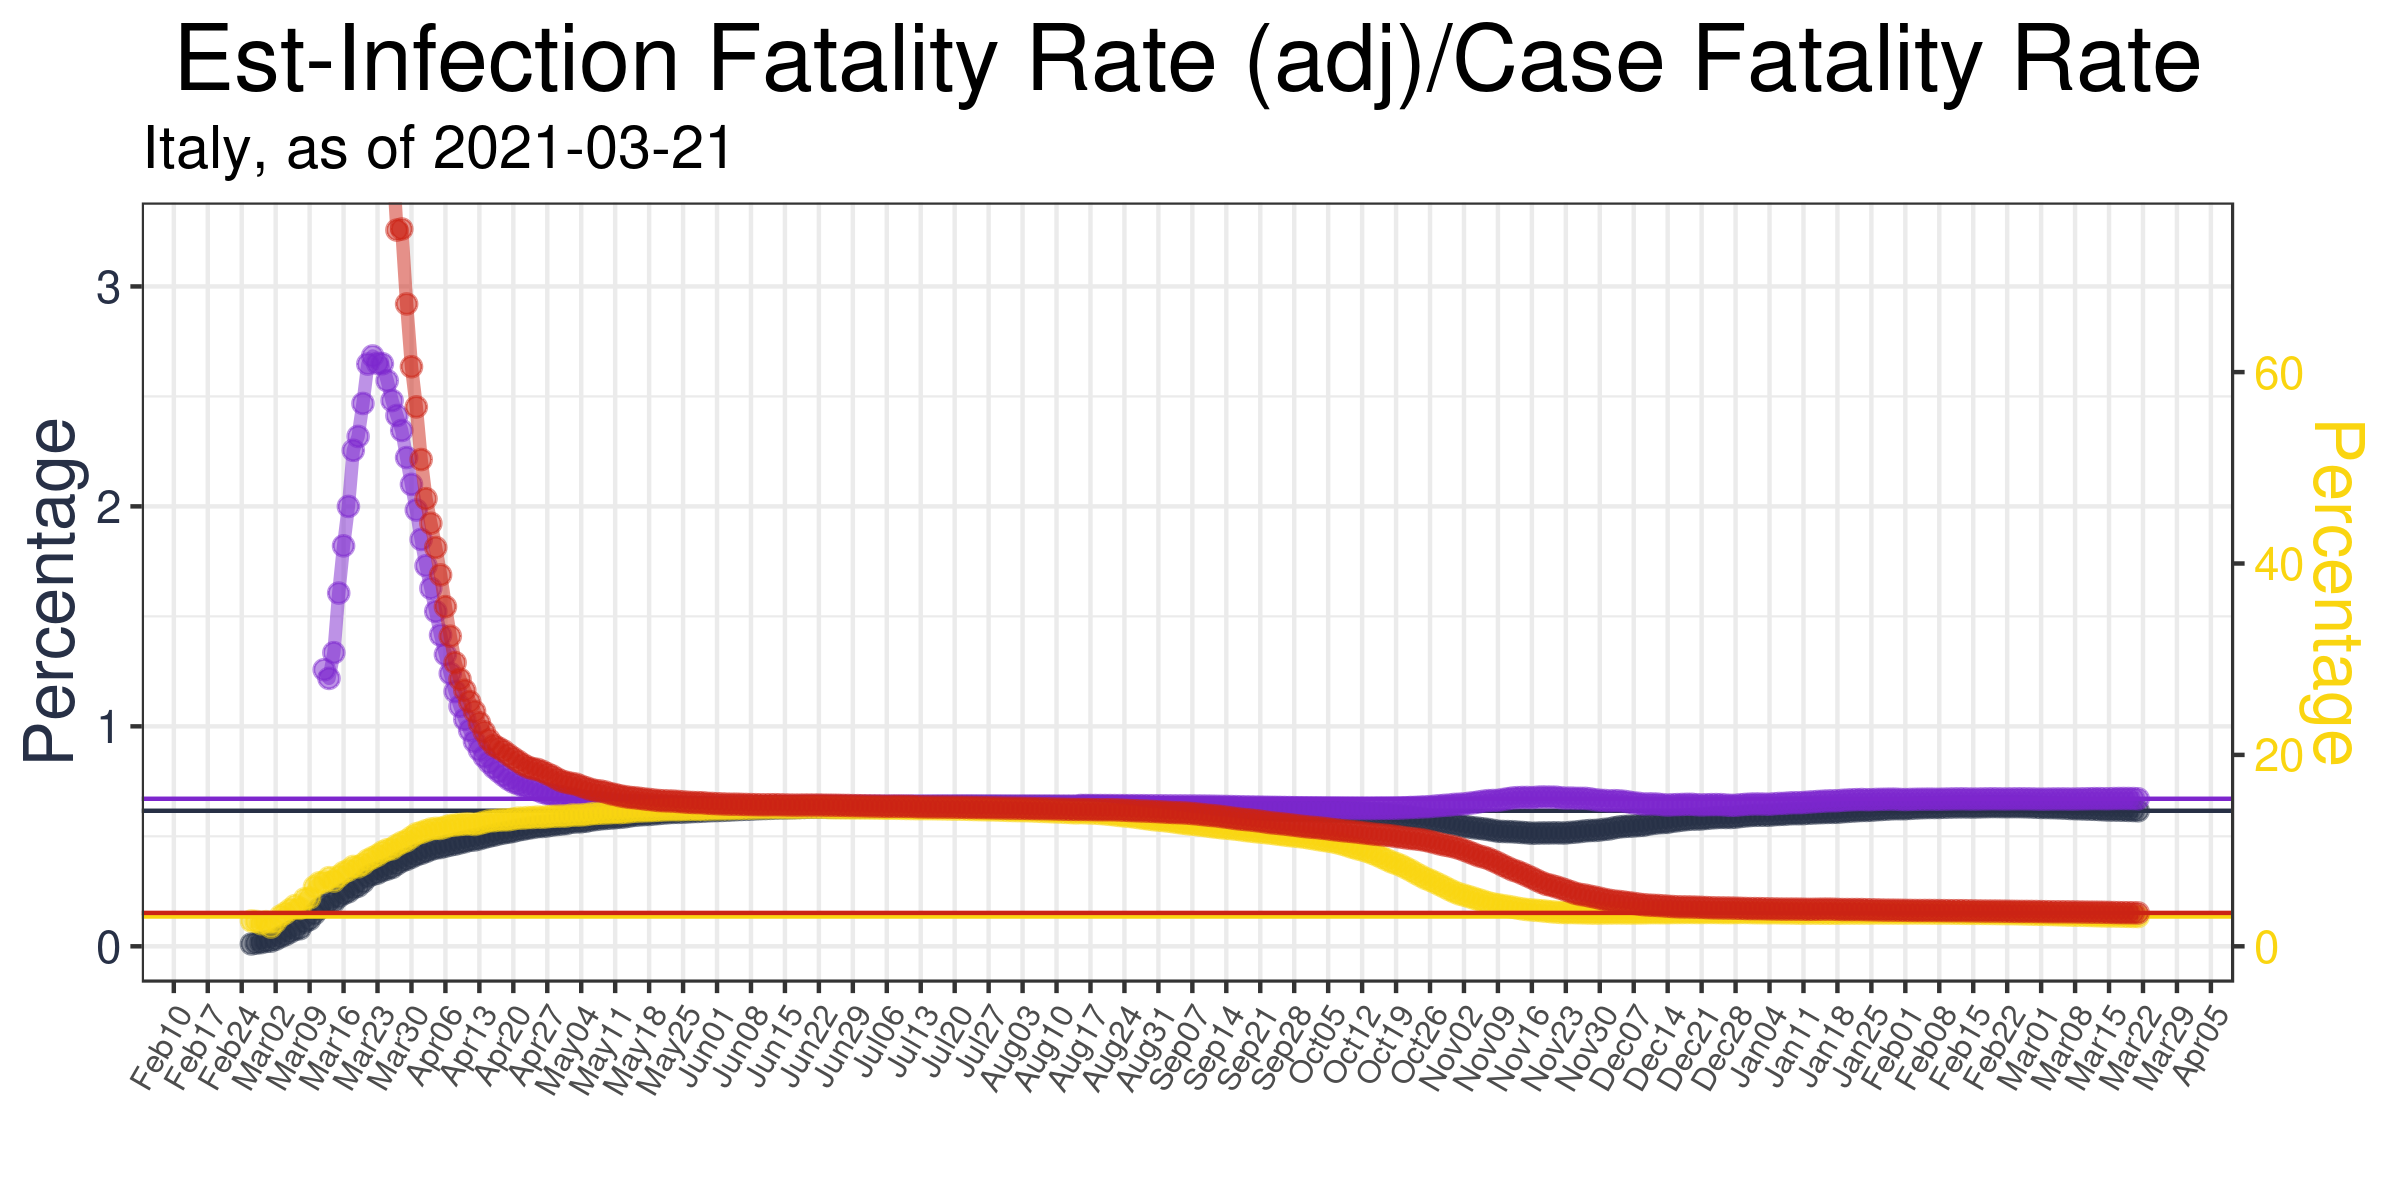 Est-Infection Fatality Rate (adj)/Case Fatality Rate
Italy, as of 2021-03-21
Percentage
3
2
1
0
60
40
20
0
Percentage
Feb10
Feb17
Feb24
Mar02
Mar09
Mar16
Mar23
Mar30
Apr06
Apr13
Apr20
Apr27
May04
May11
May18
May25
Jun01
Jun08
Jun15
Jun22
Jun29
Jul06
Jul13
Jul20
Jul27
Aug03
Aug10
Aug17
Aug24
Aug31
Sep07
Sep14
Sep21
Sep28
Oct05
Oct12
Oct19
Oct26
Nov02
Nov09
Nov16
Nov23
Nov30
Dec07
Dec14
Dec21
Dec28
Jan04
Jan11
Jan18
Jan25
Feb01
Feb08
Feb15
Feb22
Mar01
Mar08
Mar15
Mar22
Mar29
Apr05